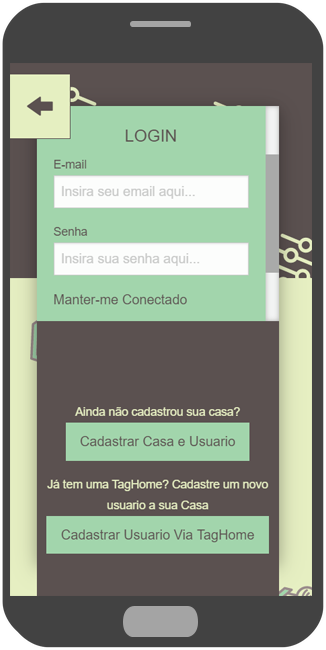 LOGIN
E-mail
Insira seu email aqui...
Senha
Insira sua senha aqui...
Manter-me Conectado
Ainda não cadastrou sua casa?
Cadastrar Casa e Usuario
Já tem uma TagHome? Cadastre um novo
usuario a sua Casa
Cadastrar Usuario Via TagHome